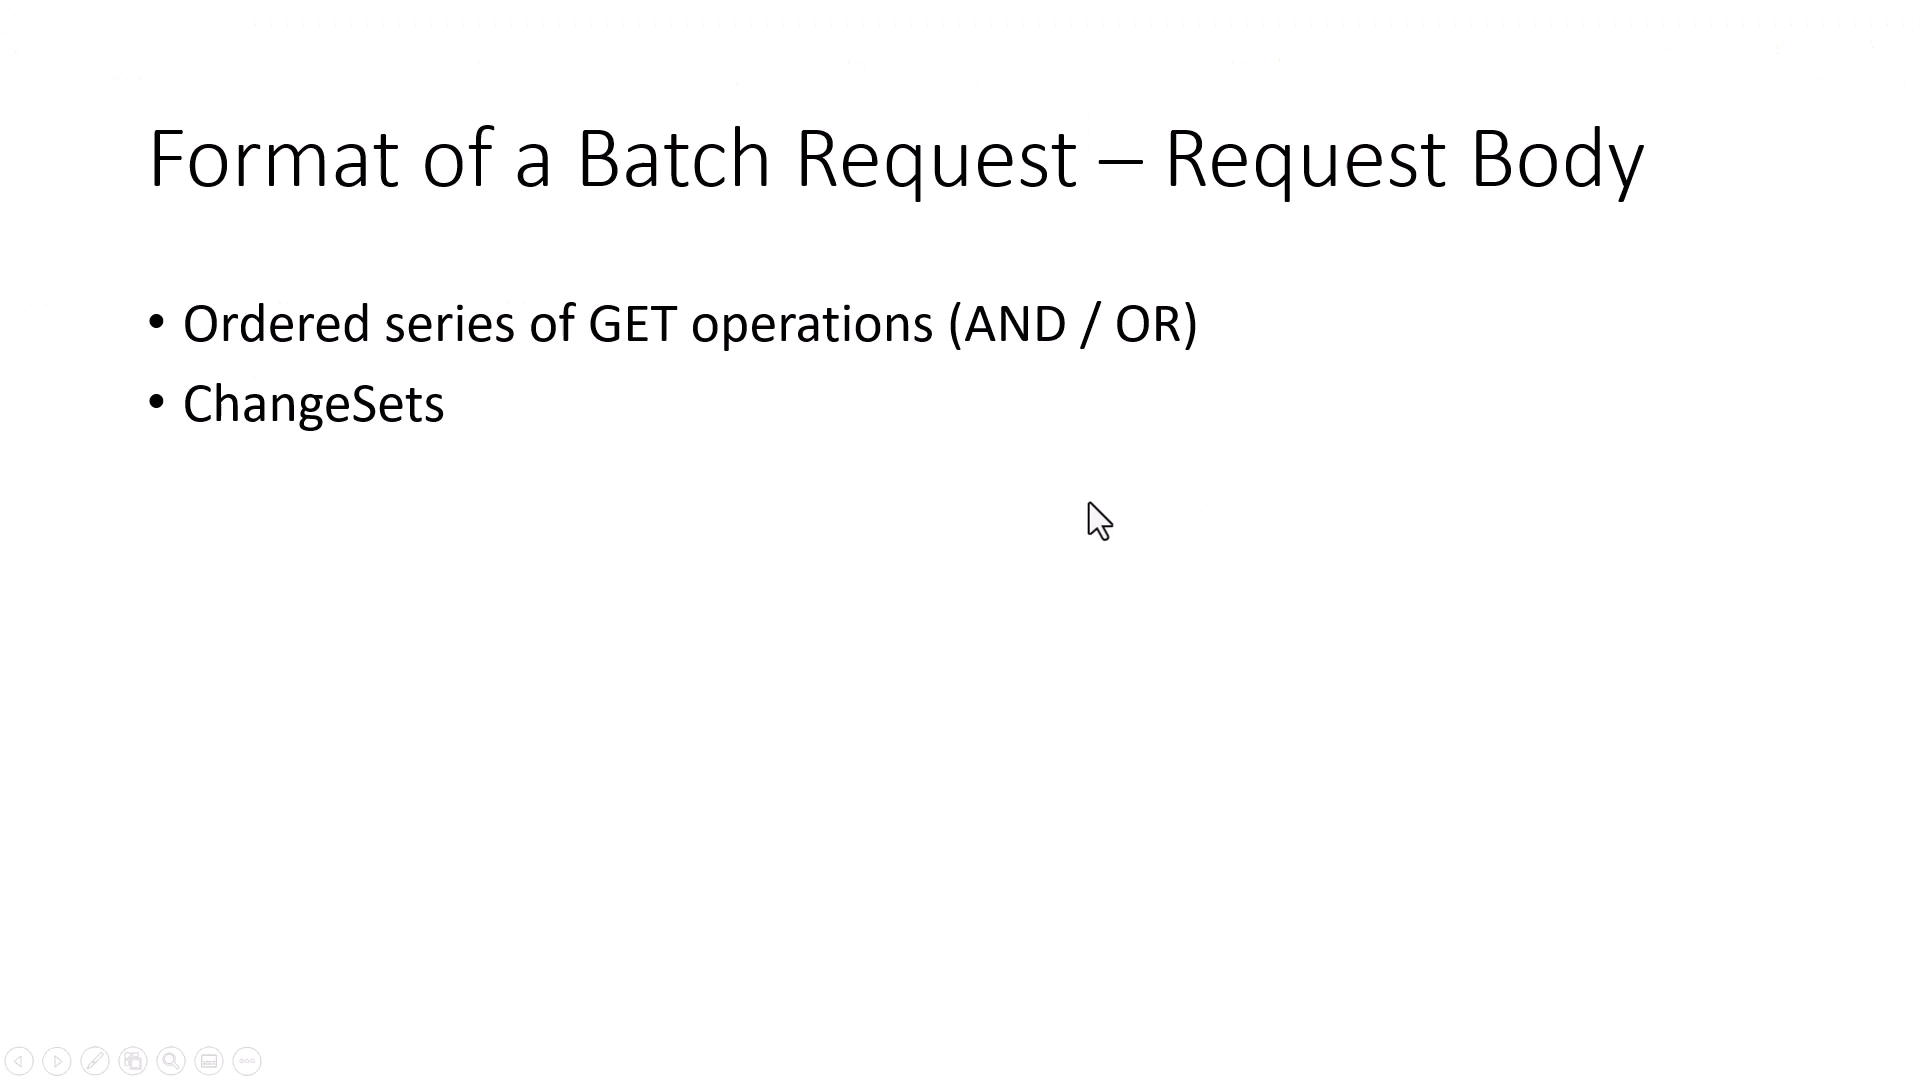 Format of a Batch Request – Request Body
• Ordered series of GET operations (AND / OR)
• ChangeSets